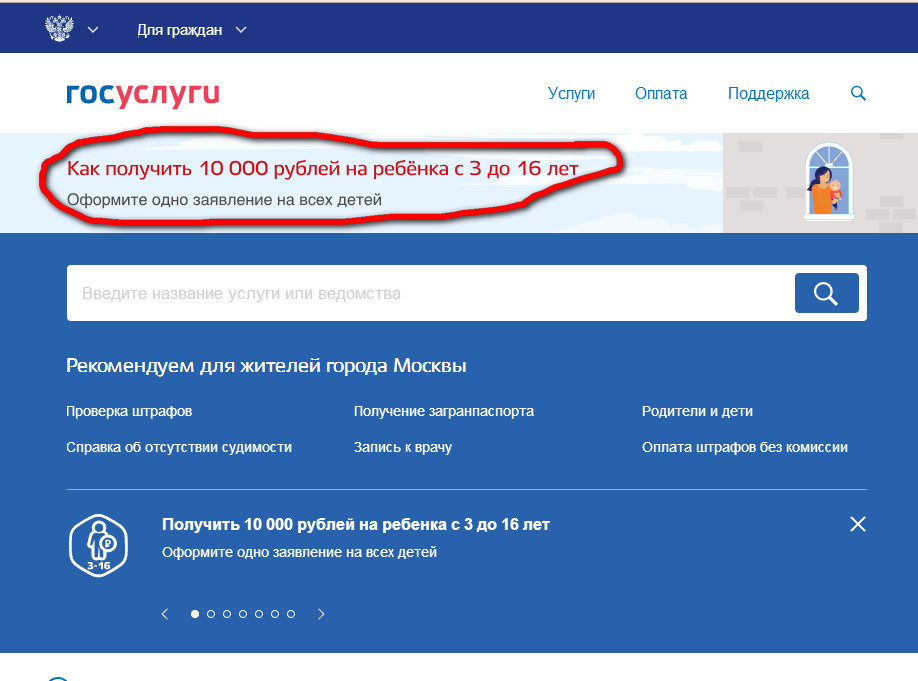 Для граждан
госуслуги
Услуги Оплата Поддержка
Как получить 10 000 рублей на ребёнка с 3 до 16 лет
Оформите одно заявление на всех детей
Введите название услуги или ведомства
Рекомендуем для жителей города Москвы
Проверка штрафов Получение загранпаспорта Родители и дети
Справка об отсутствии судимости Запись к врачу Оплата штрафов без комиссии
Получить 10 000 рублей на ребенка с 3 до 16 лет
Оформите одно заявление на всех детей
3-16